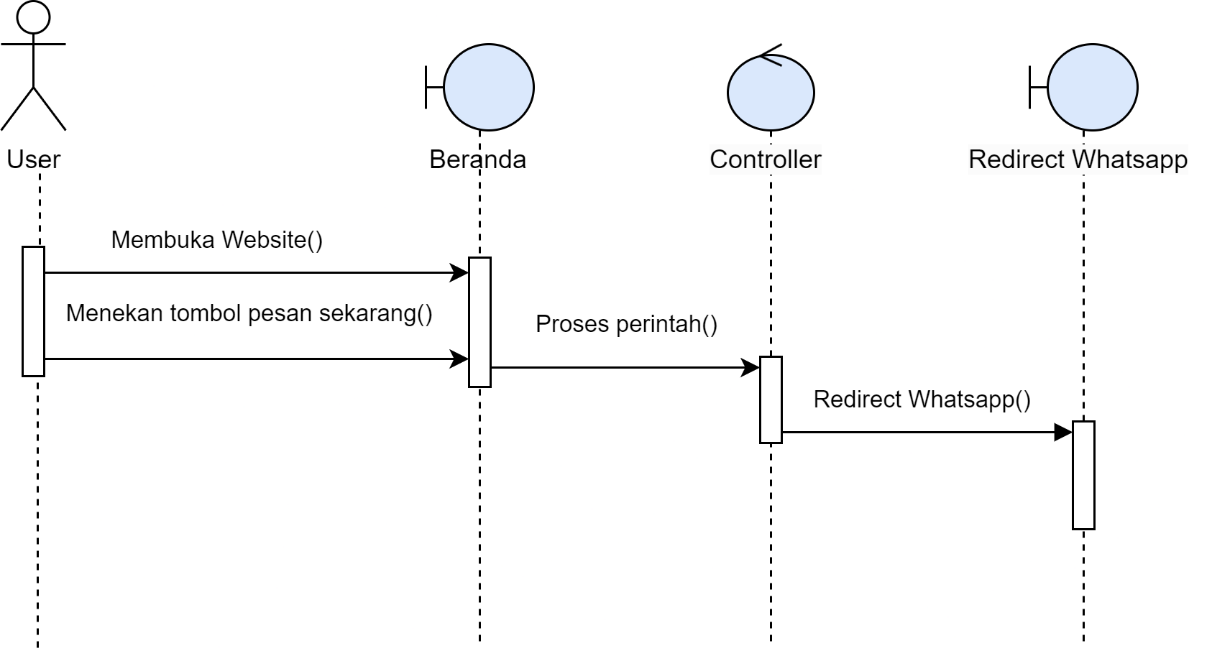 User
Beranda
Controller
Redirect Whatsapp
Membuka Website()
Menekan tombol pesan sekarang()
Proses perintah()
Redirect Whatsapp()